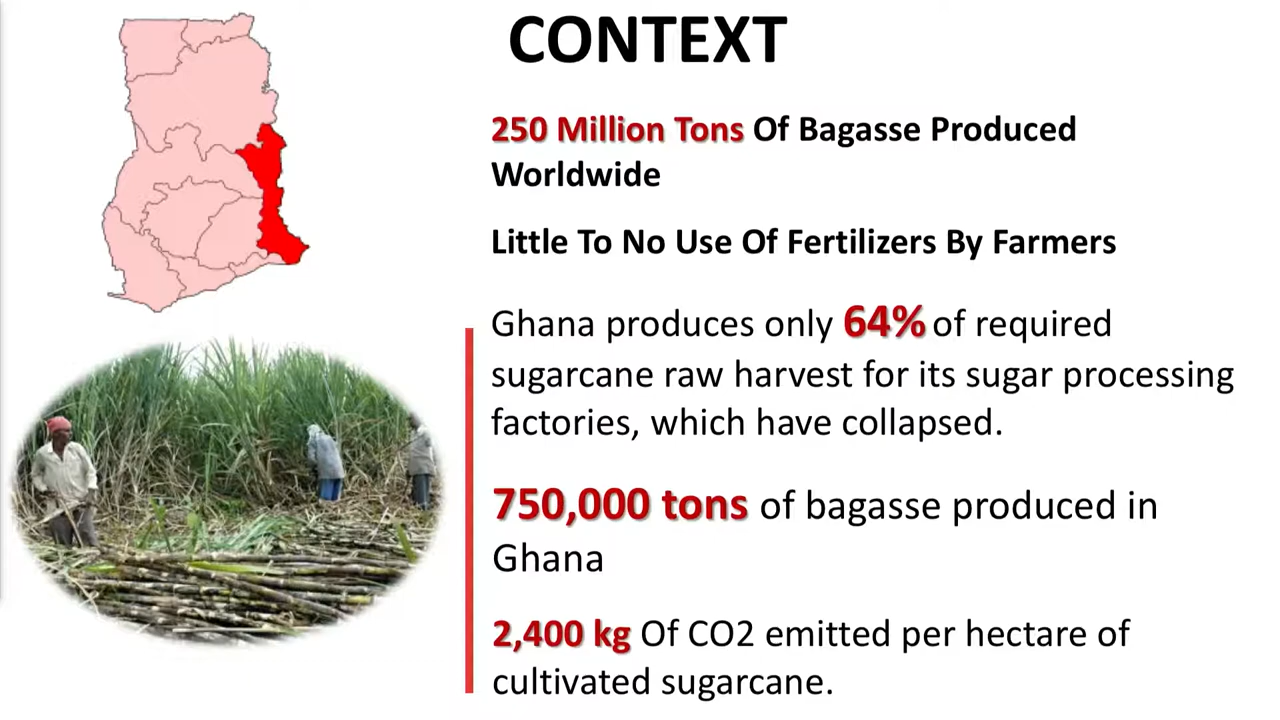 CONTEXT
250 Million Tons Of Bagasse Produced
Worldwide
Little To No Use Of Fertilizers By Farmers
Ghana produces only 64% of required
sugarcane raw harvest for its sugar processing
factories, which have collapsed.
750,000 tons of bagasse produced in
Ghana
2,400 kg Of CO2 emitted per hectare of
cultivated sugarcane.